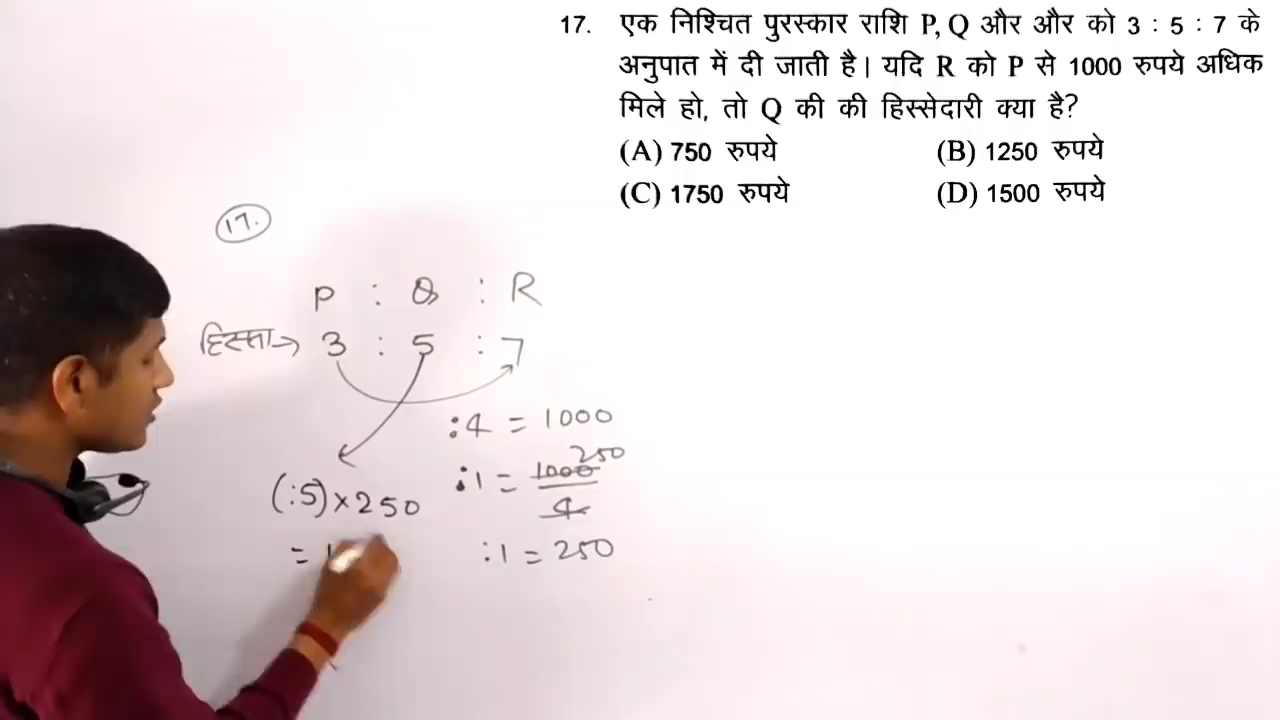 17. एक निश्चित पुरस्कार राशि P, Q और और को 3 : 5 : 7 के
अनुपात में दी जाती है। यदि R को P से 1000 रुपये अधिक
मिले हो, तो Q की की हिस्सेदारी क्या है?
(A) 750 रुपये (B) 1250 रुपये
(C) 1750 रुपये (D) 1500 रुपये
17.
P : Q : R
हिस्सा→ 3 : 5 : 7
:4 = 1000
250
:1 = 1000/4
(:5)×250
:1 = 250
= 1